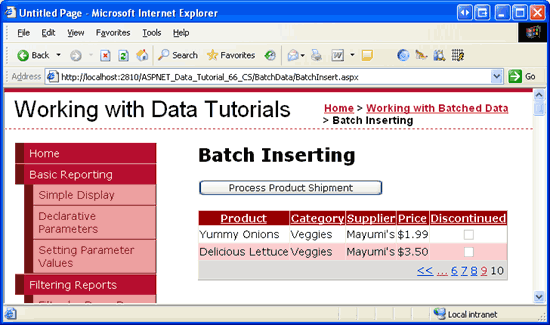 Untitled Page - Microsoft Internet Explorer
File Edit View Favorites Tools Help
Back Search Favorites
Address http://localhost:2810/ASPNET_Data_Tutorial_66_CS/BatchData/BatchInsert.aspx Go
Working with Data Tutorials
Home > Working with Batched Data
> Batch Inserting
Home
Basic Reporting
Simple Display
Declarative
Parameters
Setting Parameter
Values
Filtering Reports
Batch Inserting
Process Product Shipment
Product Category Supplier Price Discontinued
Yummy Onions Veggies Mayumi's $1.99
Delicious Lettuce Veggies Mayumi's $3.50
<< ... 6 7 8 9 10
Local intranet